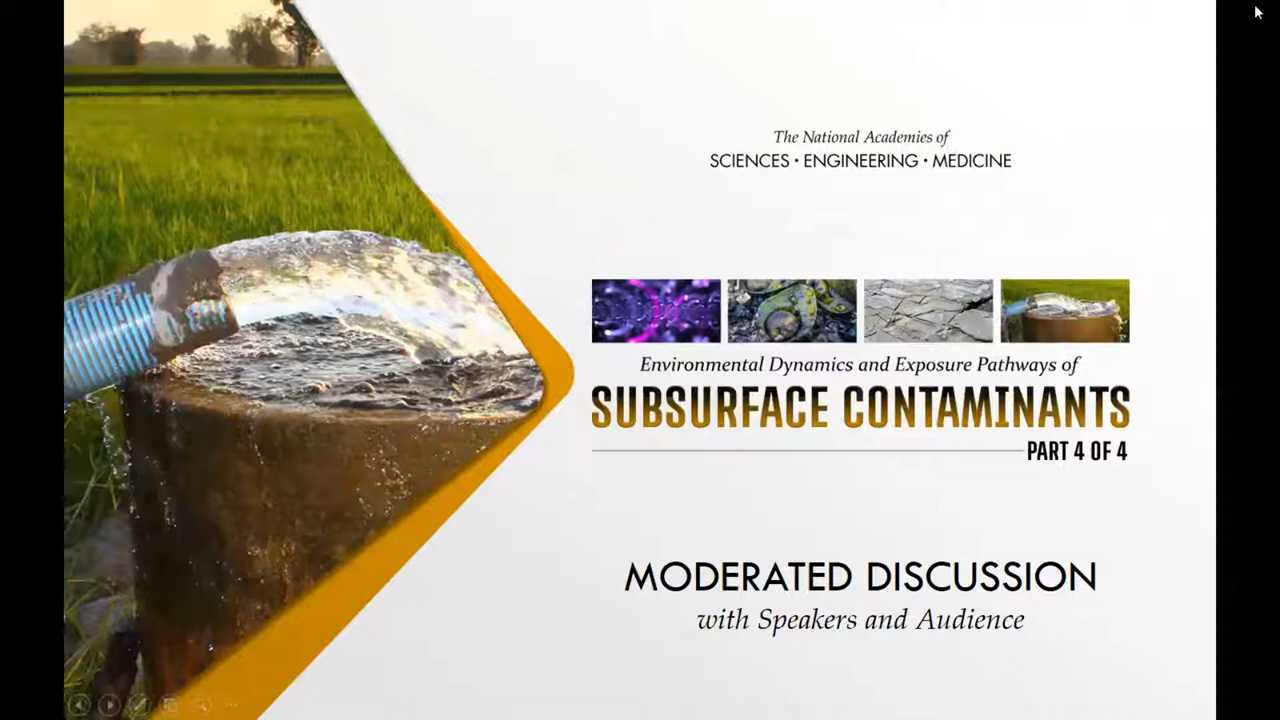 The National Academies of
SCIENCES · ENGINEERING · MEDICINE
Environmental Dynamics and Exposure Pathways of
SUBSURFACE CONTAMINANTS
PART 4 OF 4
MODERATED DISCUSSION
with Speakers and Audience